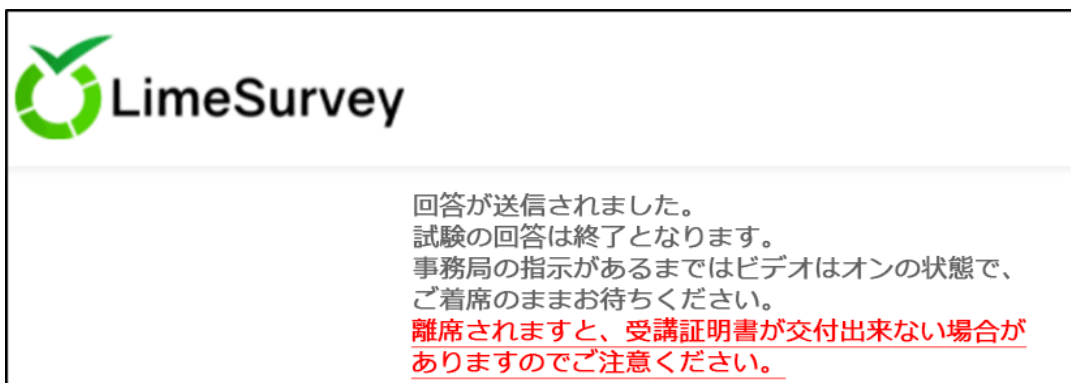 LimeSurvey
回答が送信されました。
試験の回答は終了となります。
事務局の指示があるまではビデオはオンの状態で、
ご着席のままお待ちください。
離席されますと、受講証明書が交付出来ない場合が
ありますのでご注意ください。